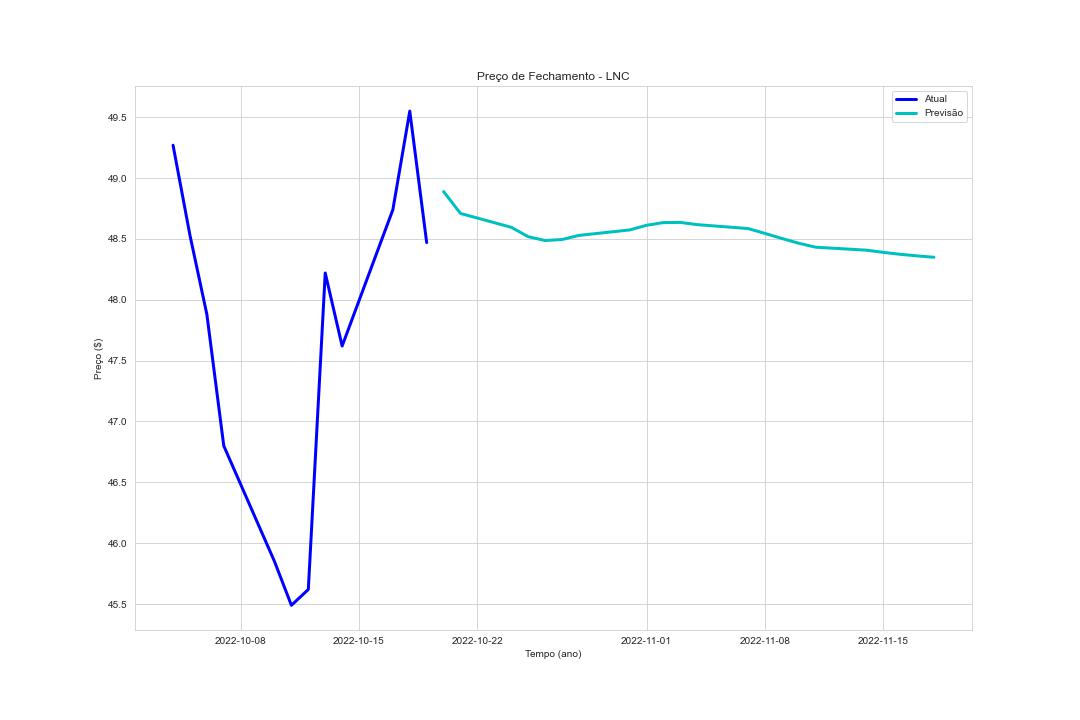 Preço de Fechamento - LNC
Atual
Previsão
49.5
49.0
48.5
48.0
47.5
47.0
46.5
46.0
45.5
Preço ($)
2022-10-08 2022-10-15 2022-10-22 2022-11-01 2022-11-08 2022-11-15
Tempo (ano)